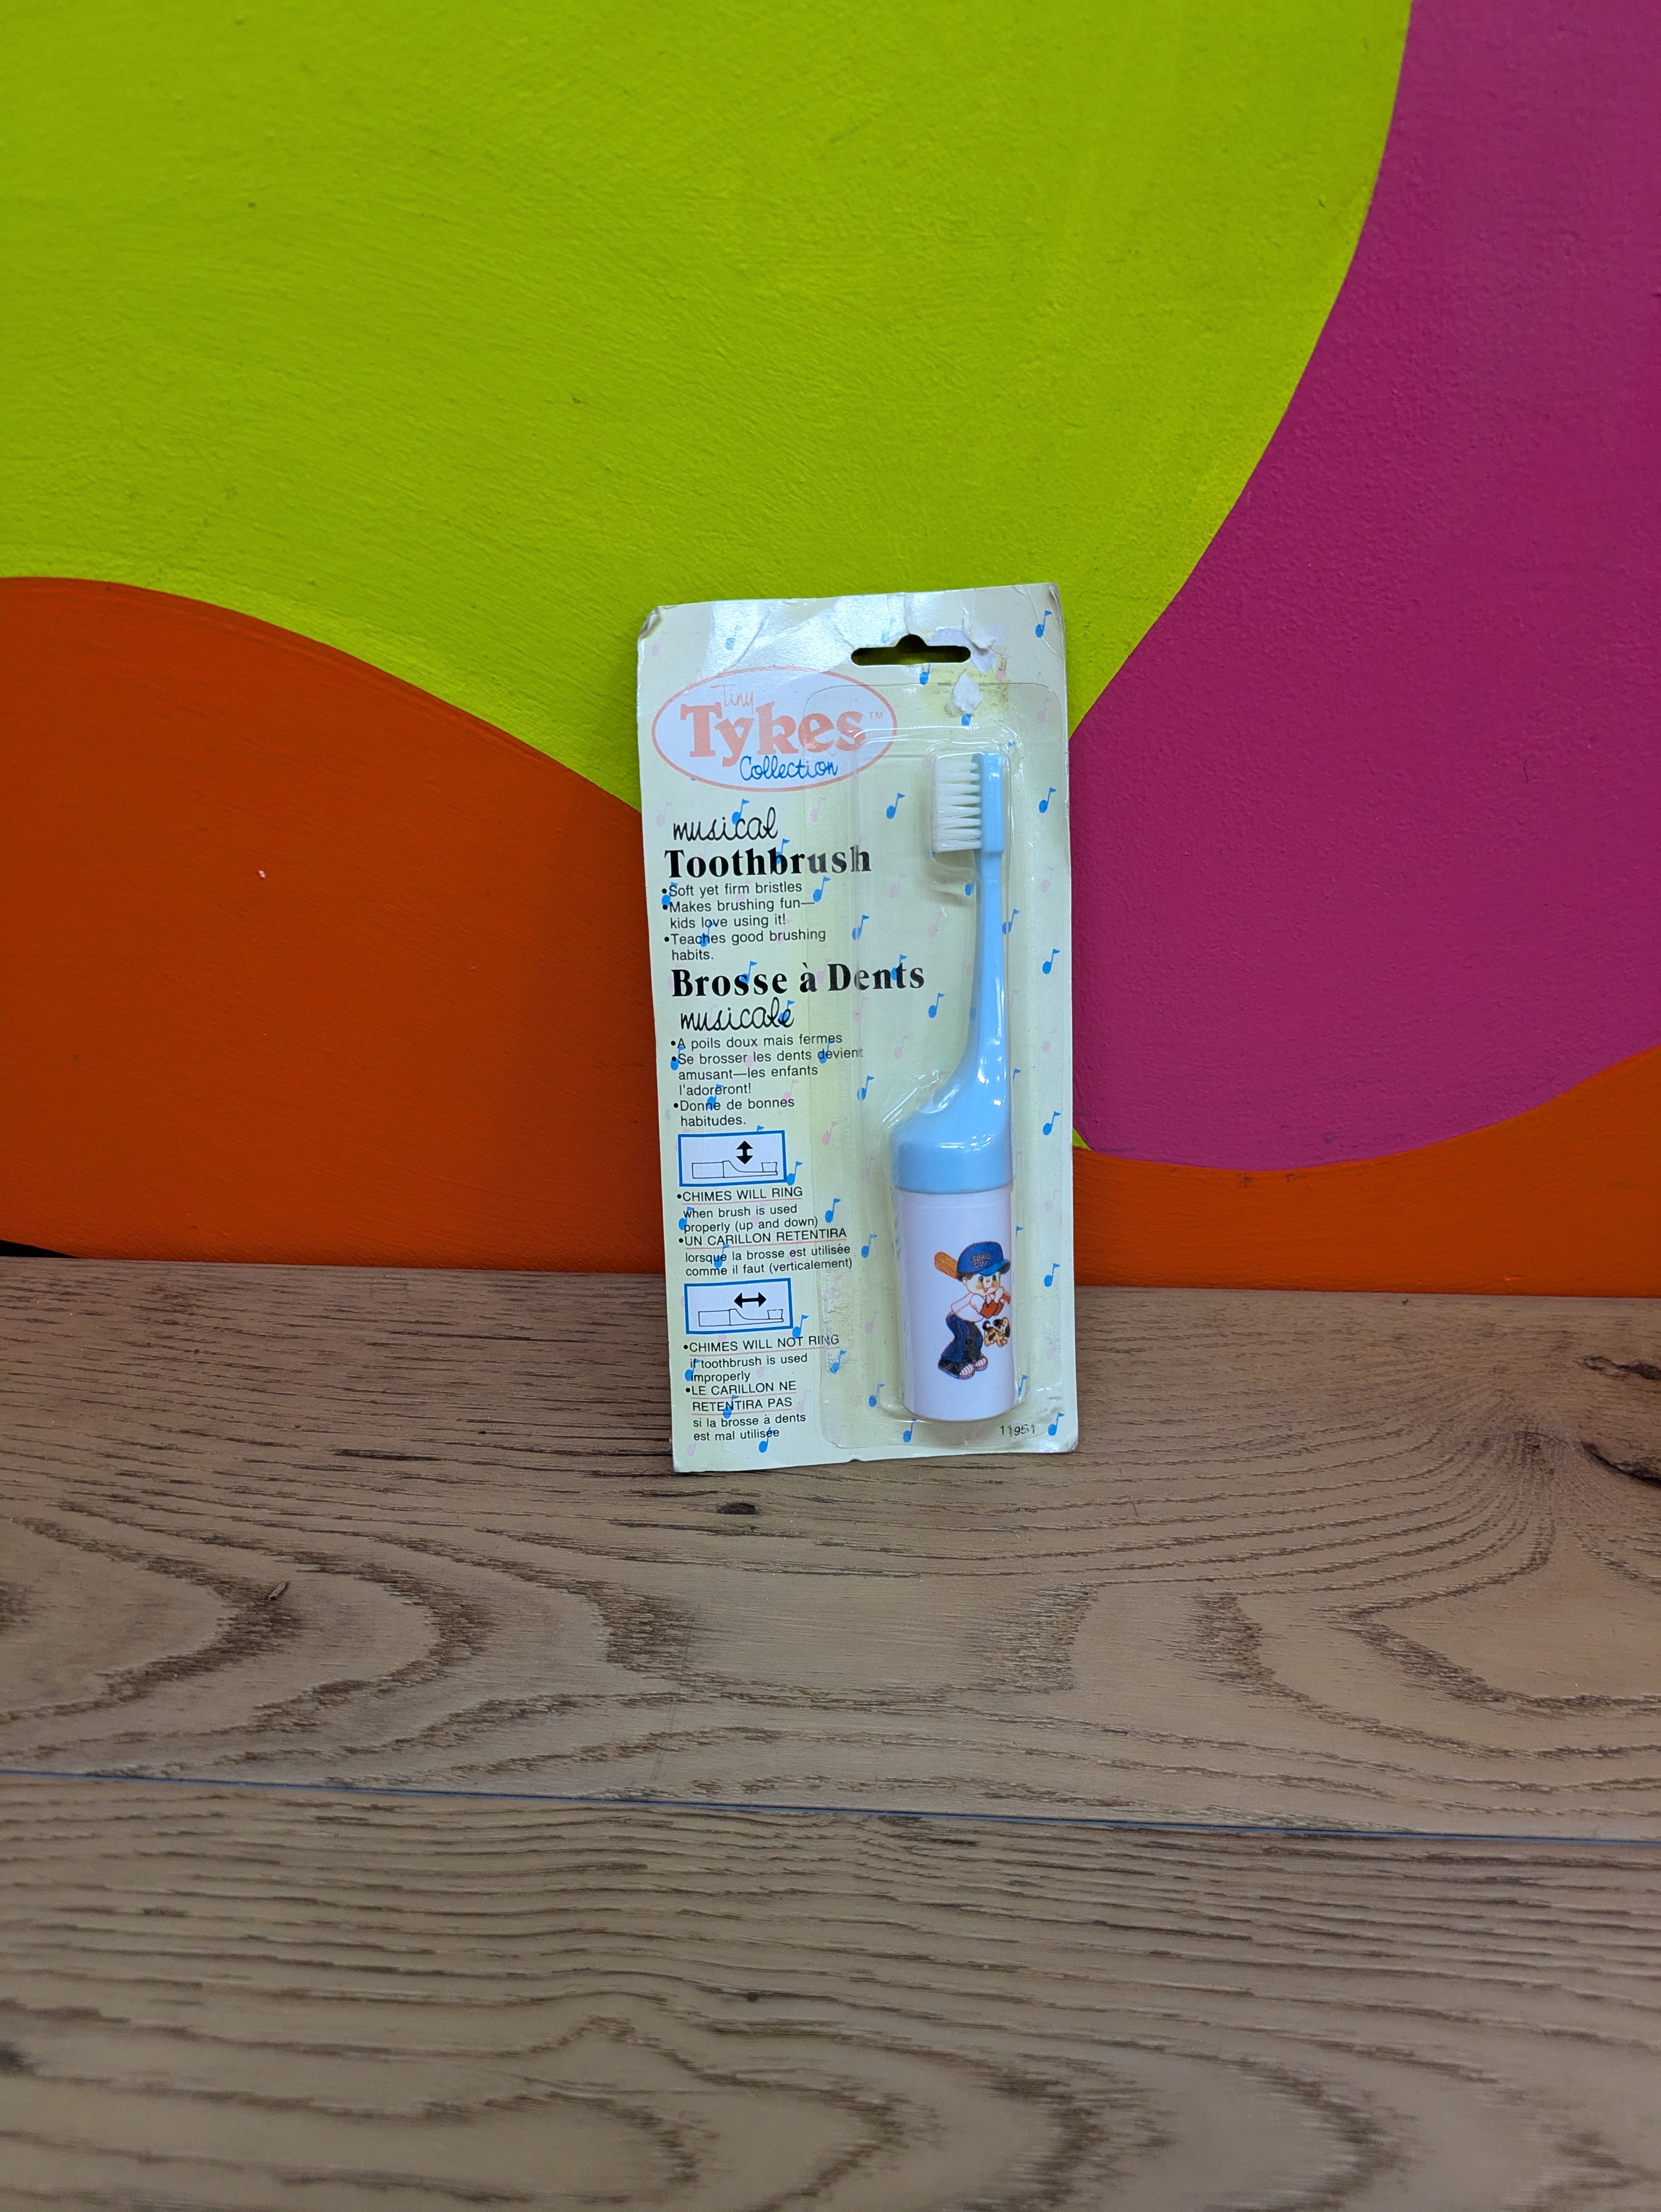 Tiny
Tykes™
Collection
musical
Toothbrush
•Soft yet firm bristles
•Makes brushing fun—
kids love using it!
•Teaches good brushing
habits.
Brosse à Dents
musicale
•A poils doux mais fermes
•Se brosser les dents devient
amusant—les enfants
l'adoreront!
•Donne de bonnes
habitudes.
•CHIMES WILL RING
when brush is used
properly (up and down)
•UN CARILLON RETENTIRA
lorsque la brosse est utilisée
comme il faut (verticalement)
•CHIMES WILL NOT RING
if toothbrush is used
improperly
•LE CARILLON NE
RETENTIRA PAS
si la brosse à dents
est mal utilisée
11951